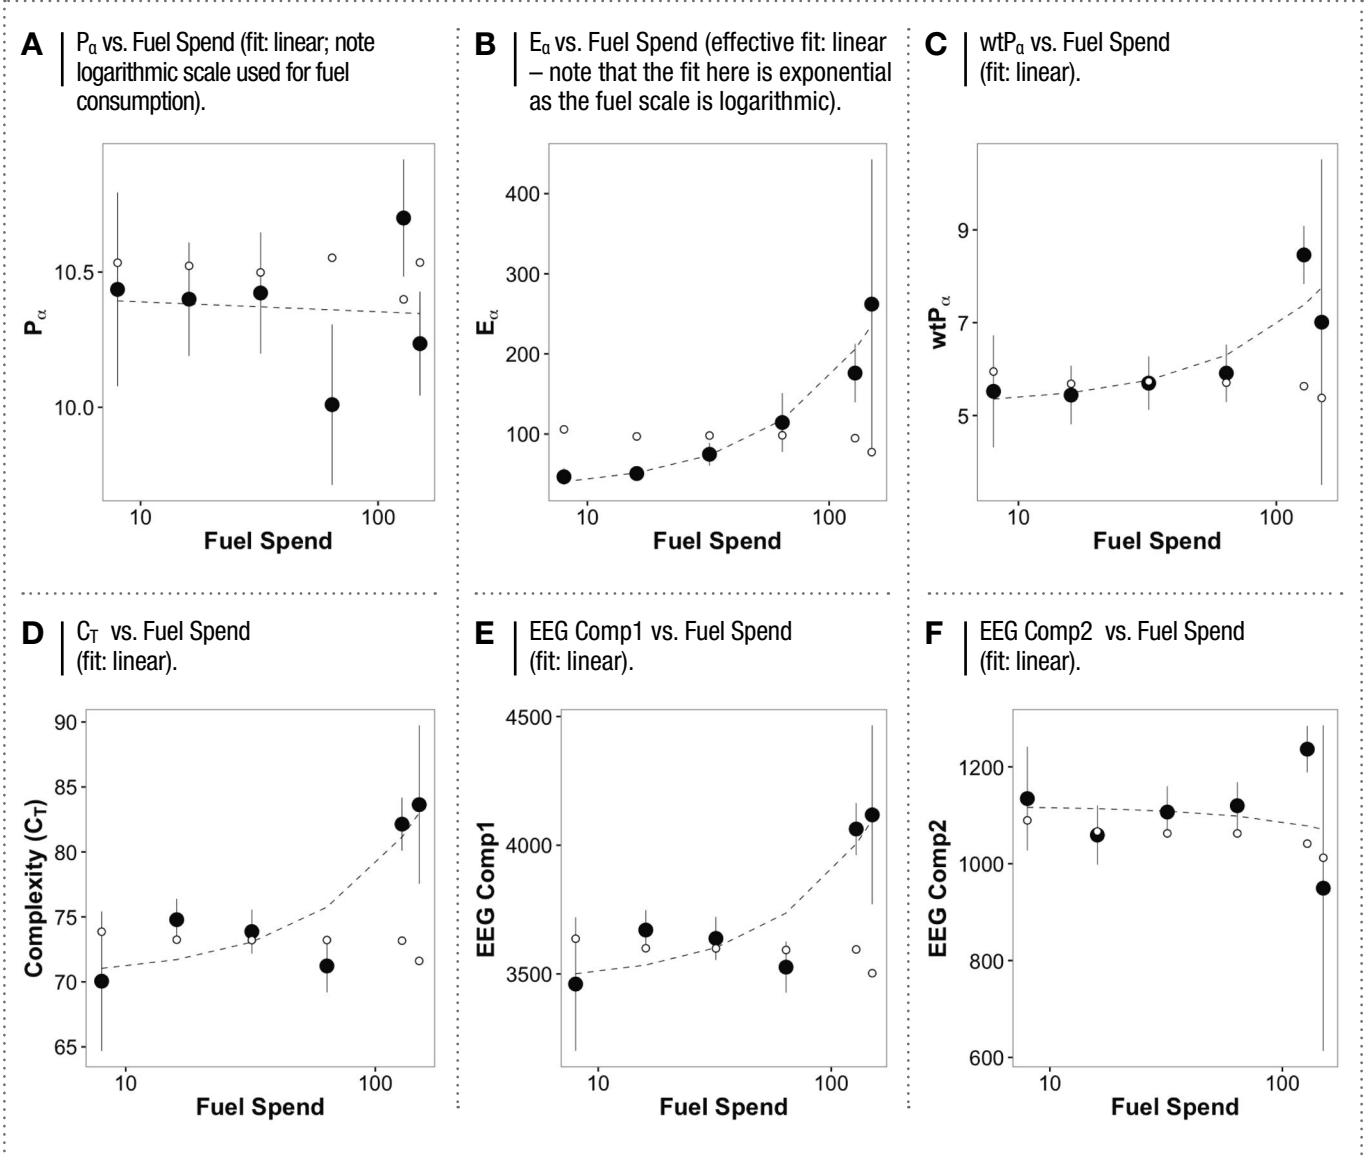 A
Pα vs. Fuel Spend (fit: linear; note
logarithmic scale used for fuel
consumption).
10.5
10.0
Pα
10
100
Fuel Spend
B
Eα vs. Fuel Spend (effective fit: linear
– note that the fit here is exponential
as the fuel scale is logarithmic).
400
300
200
100
Eα
10
100
Fuel Spend
C
wtPα vs. Fuel Spend
(fit: linear).
9
7
5
wtPα
10
100
Fuel Spend
D
CT vs. Fuel Spend
(fit: linear).
90
85
80
75
70
65
Complexity (CT)
10
100
Fuel Spend
E
EEG Comp1 vs. Fuel Spend
(fit: linear).
4500
4000
3500
EEG Comp1
10
100
Fuel Spend
F
EEG Comp2 vs. Fuel Spend
(fit: linear).
1200
1000
800
600
EEG Comp2
10
100
Fuel Spend